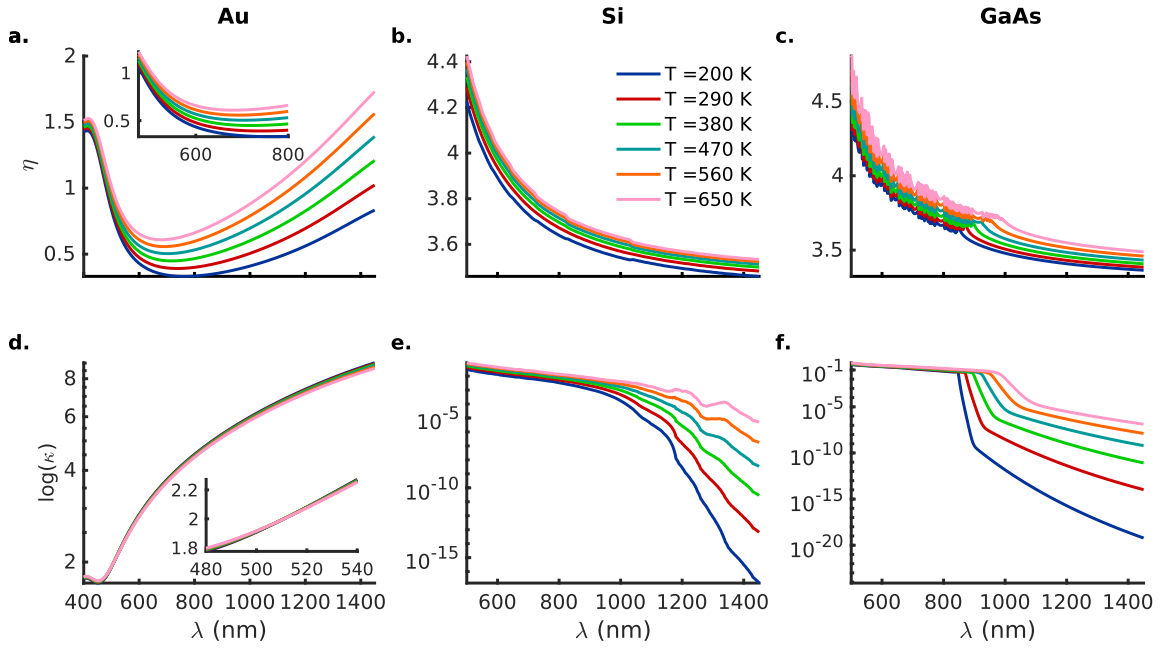 Au
Si
GaAs
a.
b.
c.
2
1.5
1
0.5
η
1
0.5
600
800
4.4
4.2
4
3.8
3.6
T =200 K
T =290 K
T =380 K
T =470 K
T =560 K
T =650 K
4.5
4
3.5
d.
e.
f.
8
6
4
2
log(κ)
2.2
2
1.8
480
500
520
540
400
600
800
1000
1200
1400
λ (nm)
10⁻⁵
10⁻¹⁰
10⁻¹⁵
600
800
1000
1200
1400
λ (nm)
10⁻¹
10⁻⁵
10⁻¹⁰
10⁻¹⁵
10⁻²⁰
600
800
1000
1200
1400
λ (nm)